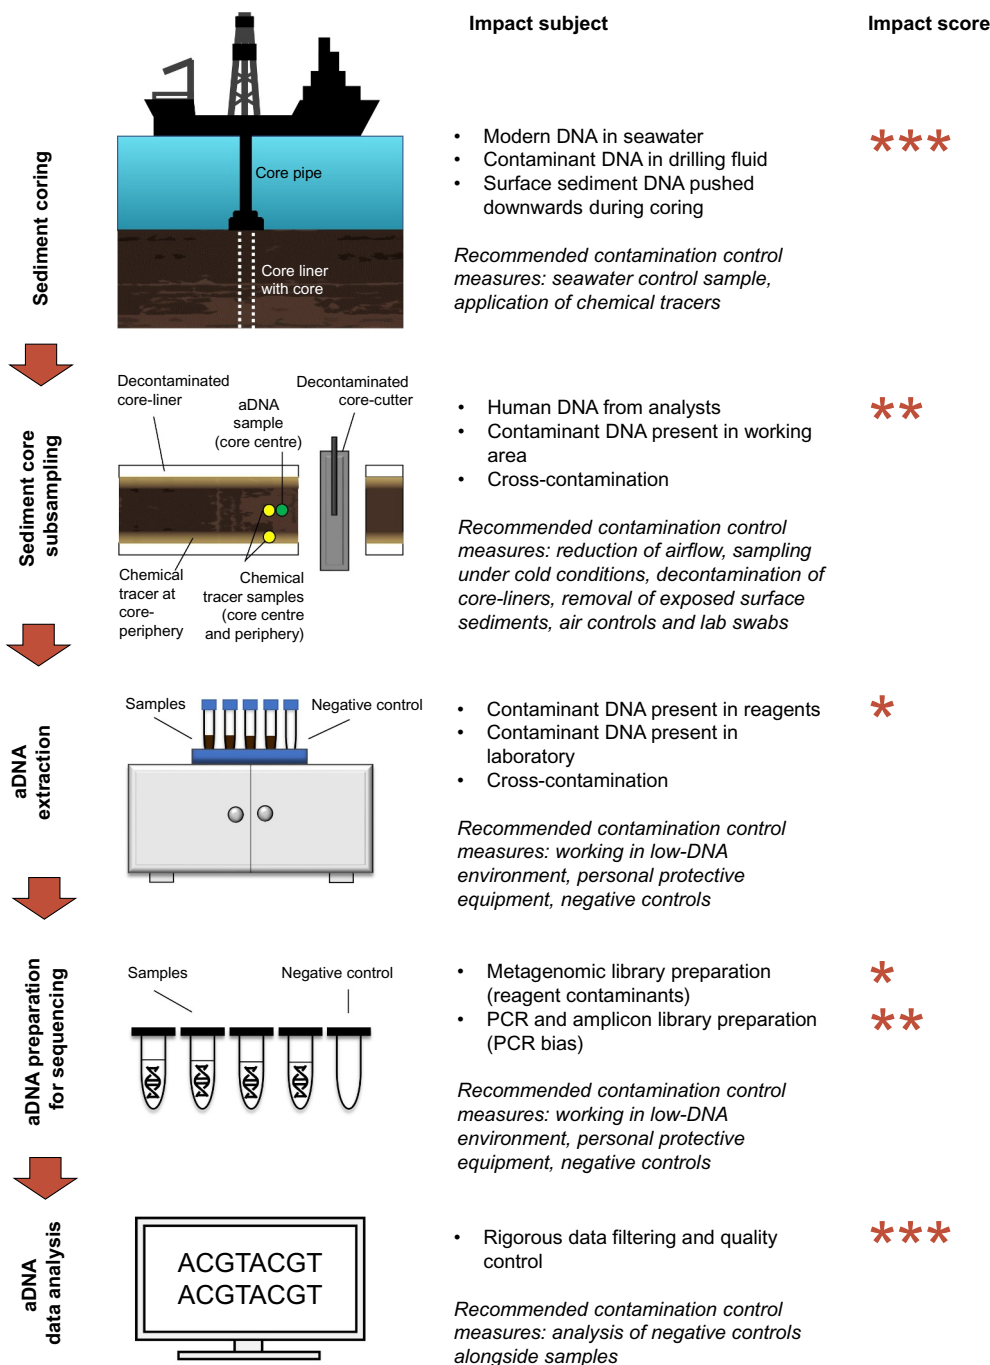 Impact subject
Impact score
Sediment coring
Core pipe
Core liner
with core
• Modern DNA in seawater
• Contaminant DNA in drilling fluid
• Surface sediment DNA pushed
downwards during coring
***
Recommended contamination control
measures: seawater control sample,
application of chemical tracers
Sediment core
subsampling
Decontaminated
core-liner
aDNA
sample
(core centre)
Decontaminated
core-cutter
Chemical
tracer at
core-
periphery
Chemical
tracer samples
(core centre
and periphery)
• Human DNA from analysts
• Contaminant DNA present in working
area
• Cross-contamination
**
Recommended contamination control
measures: reduction of airflow, sampling
under cold conditions, decontamination of
core-liners, removal of exposed surface
sediments, air controls and lab swabs
aDNA
extraction
Samples
Negative control
• Contaminant DNA present in reagents
• Contaminant DNA present in
laboratory
• Cross-contamination
*
Recommended contamination control
measures: working in low-DNA
environment, personal protective
equipment, negative controls
aDNA preparation
for sequencing
Samples
Negative control
• Metagenomic library preparation
(reagent contaminants)
*
• PCR and amplicon library preparation
(PCR bias)
**
Recommended contamination control
measures: working in low-DNA
environment, personal protective
equipment, negative controls
aDNA
data analysis
ACGTACGT
ACGTACGT
• Rigorous data filtering and quality
control
***
Recommended contamination control
measures: analysis of negative controls
alongside samples